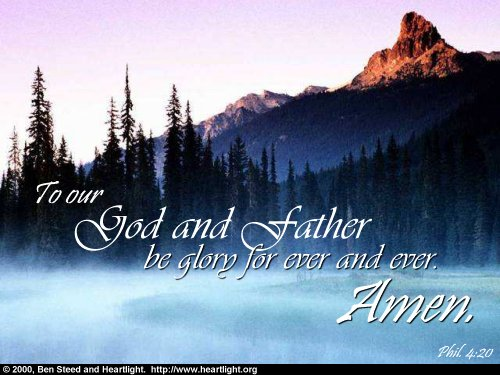 To our
God and Father
be glory for ever and ever.
Amen.
Phil. 4:20
© 2000, Ben Steed and Heartlight. http://www.heartlight.org